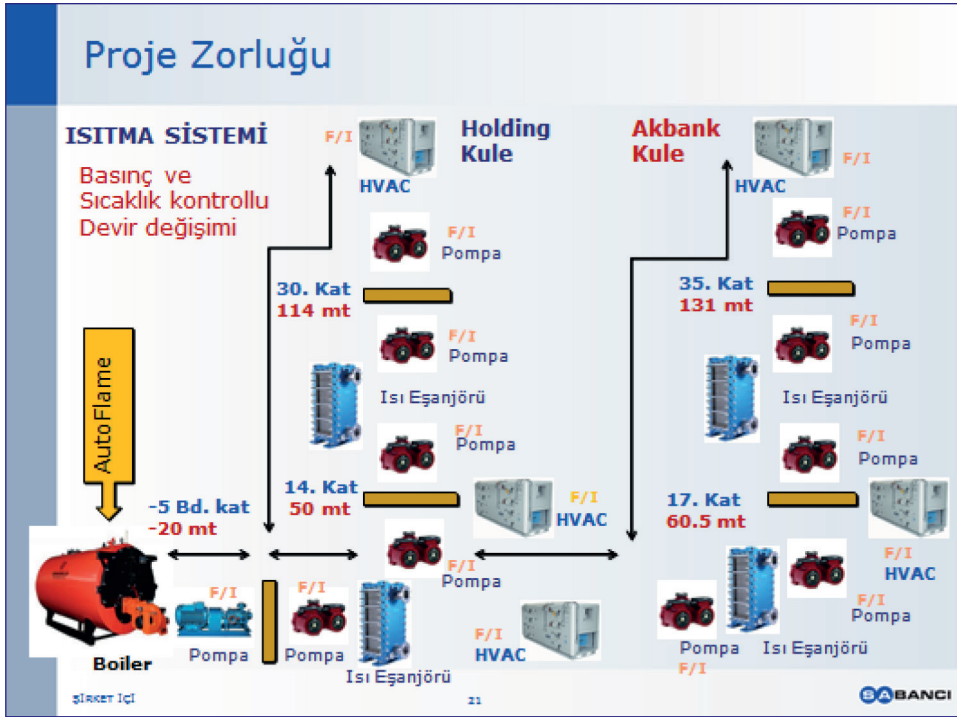 Proje Zorluğu
ISITMA SİSTEMİ
Basınç ve
Sıcaklık kontrollu
Devir değişimi
F/I
HVAC
Holding
Kule
F/I
Pompa
30. Kat
114 mt
F/I
Pompa
Isı Eşanjörü
F/I
Pompa
14. Kat
50 mt
F/I
HVAC
F/I
Pompa
Akbank
Kule
F/I
HVAC
F/I
Pompa
35. Kat
131 mt
F/I
Pompa
Isı Eşanjörü
F/I
Pompa
17. Kat
60.5 mt
F/I
HVAC
F/I
Pompa
AutoFlame
-5 Bd. kat
-20 mt
Boiler
F/I
Pompa
F/I
Pompa
Isı Eşanjörü
F/I
HVAC
Pompa
F/I
Isı Eşanjörü
ŞİRKET İÇİ
21
SABANCI